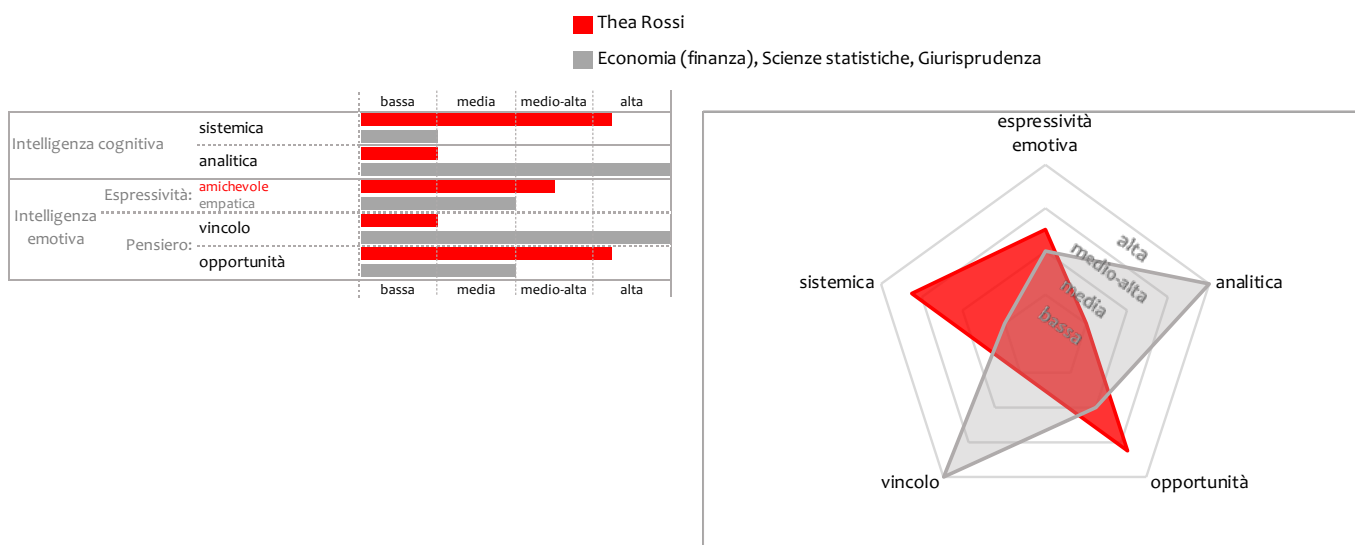 Thea Rossi
Economia (finanza), Scienze statistiche, Giurisprudenza
bassa media medio-alta alta
Intelligenza cognitiva
sistemica
analitica
Intelligenza emotiva
Espressività:
amichevole
empatica
Pensiero:
vincolo
opportunità
bassa media medio-alta alta
espressività
emotiva
alta
medio-alta
media
bassa
sistemica
analitica
vincolo
opportunità